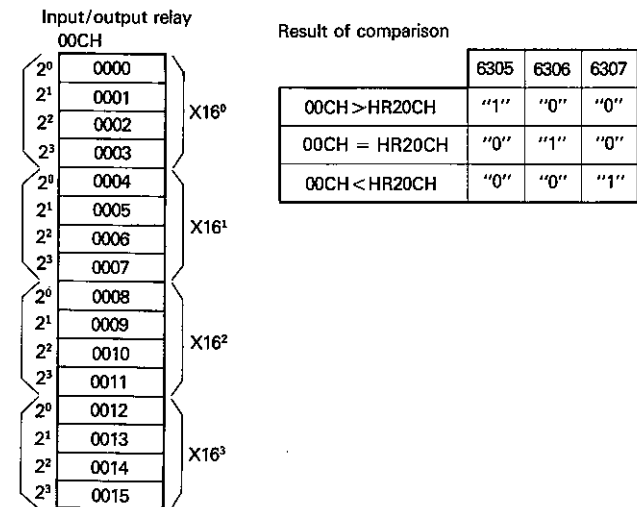 Input/output relay
00CH
2⁰ 0000
2¹ 0001
2² 0002
2³ 0003
X16⁰
2⁰ 0004
2¹ 0005
2² 0006
2³ 0007
X16¹
2⁰ 0008
2¹ 0009
2² 0010
2³ 0011
X16²
2⁰ 0012
2¹ 0013
2² 0014
2³ 0015
X16³
Result of comparison
6305 6306 6307
00CH>HR20CH "1" "0" "0"
00CH = HR20CH "0" "1" "0"
00CH<HR20CH "0" "0" "1"